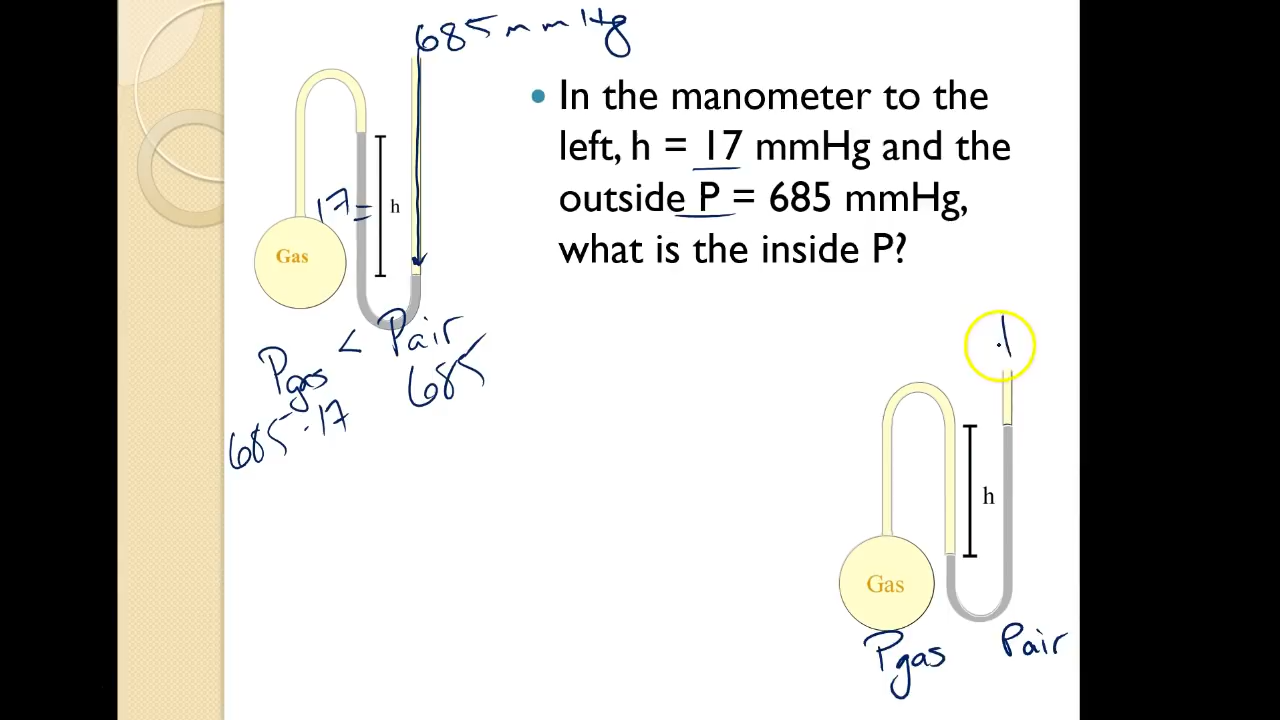 685 mmHg
• In the manometer to the
left, h = 17 mmHg and the
outside P = 685 mmHg,
what is the inside P?
17
h
Gas
Pgas < Pair
685-17 685
h
Gas
Pgas Pair